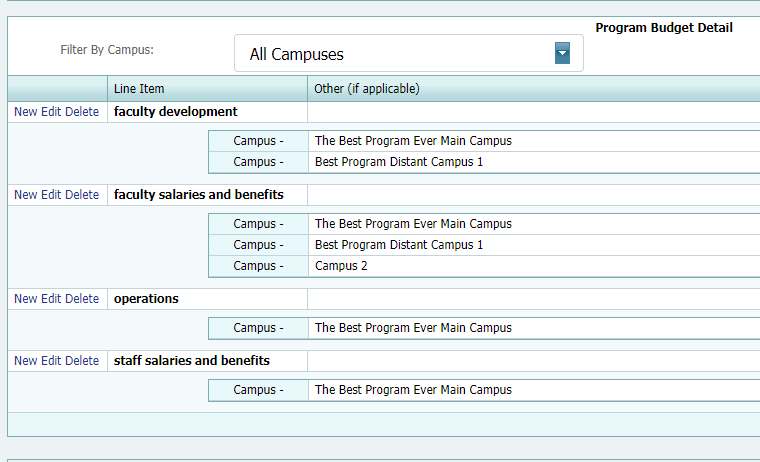 Program Budget Detail
Filter By Campus: All Campuses
Line Item Other (if applicable)
New Edit Delete faculty development
Campus - The Best Program Ever Main Campus
Campus - Best Program Distant Campus 1
New Edit Delete faculty salaries and benefits
Campus - The Best Program Ever Main Campus
Campus - Best Program Distant Campus 1
Campus - Campus 2
New Edit Delete operations
Campus - The Best Program Ever Main Campus
New Edit Delete staff salaries and benefits
Campus - The Best Program Ever Main Campus